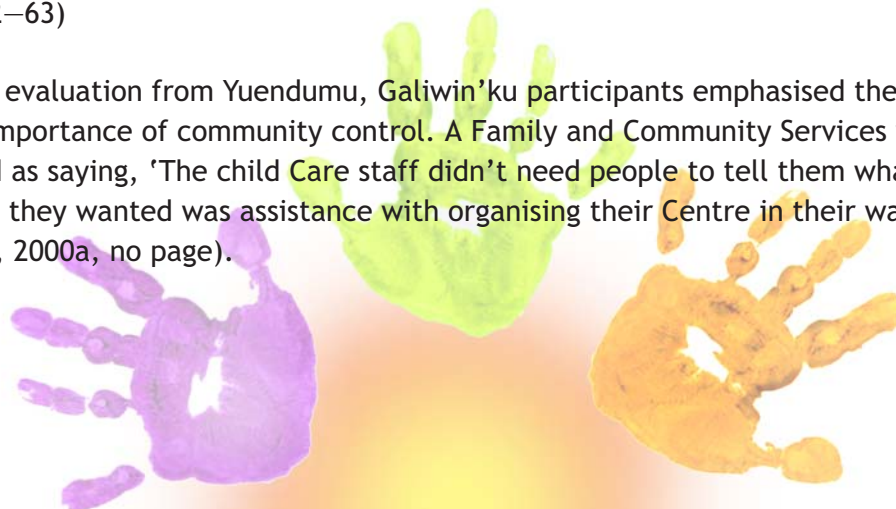 –63)
evaluation from Yuendumu, Galiwin’ku participants emphasised the
mportance of community control. A Family and Community Services
as saying, ‘The child Care staff didn’t need people to tell them wha
they wanted was assistance with organising their Centre in their wa
, 2000a, no page).